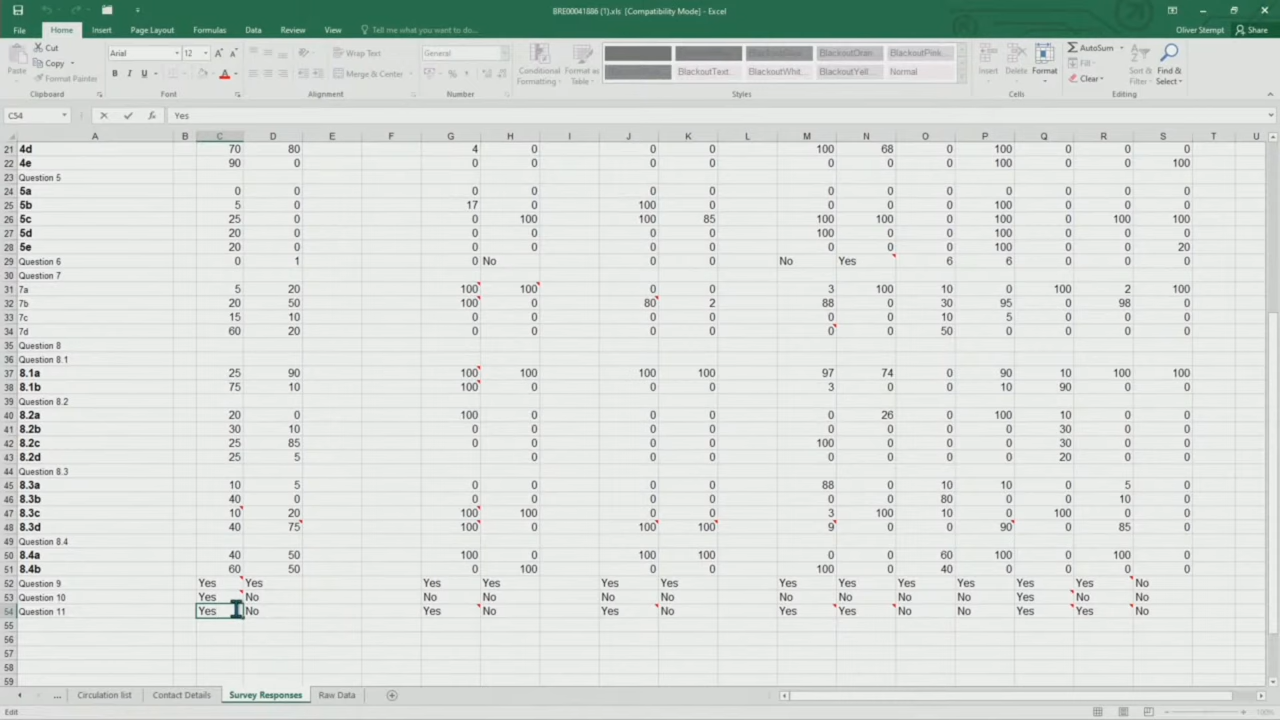 BRE00041886 (1).xls [Compatibility Mode] - Excel
Oliver Stempt Share
File Home Insert Page Layout Formulas Data Review View Tell me what you want to do...
Paste Cut Copy Format Painter
Arial 12
Wrap Text
Merge & Center
General
Conditional Formatting Format as Table
BlackoutDran... BlackoutPink...
BlackoutText... BlackoutWhit... BlackoutYell... Normal
Insert Delete Format
AutoSum Fill Clear
Sort & Filter Find & Select
Clipboard Font Alignment Number Styles Cells Editing
C54 Yes
A B C D E F G H I J K L M N O P Q R S T U
21 4d 70 80 4 0 0 0 100 68 0 100 0 0 0
22 4e 90 0 0 0 0 0 0 0 0 100 0 0 100
23 Question 5
24 5a 0 0 0 0 0 0 0 0 0 0 0 0 0
25 5b 5 0 17 0 100 0 0 0 0 100 0 0 0
26 5c 25 0 0 100 100 85 100 100 0 100 0 100 100
27 5d 20 0 0 0 0 0 100 0 0 100 0 0 0
28 5e 20 0 0 0 0 0 0 0 0 100 0 0 20
29 Question 6 0 1 0 No 0 0 No Yes 6 6 0 0 0
30 Question 7
31 7a 5 20 100 100 0 0 3 100 10 0 100 2 100
32 7b 20 50 100 0 80 2 88 0 30 95 0 98 0
33 7c 15 10 0 0 0 0 0 0 10 5 0 0 0
34 7d 60 20 0 0 0 0 0 0 50 0 0 0 0
35 Question 8
36 Question 8.1
37 8.1a 25 90 100 100 100 100 97 74 0 90 10 100 100
38 8.1b 75 10 100 0 0 0 3 0 0 10 90 0 0
39 Question 8.2
40 8.2a 20 0 100 0 0 0 0 26 0 100 10 0 0
41 8.2b 30 10 0 0 0 0 0 0 0 0 30 0 0
42 8.2c 25 85 0 0 0 0 100 0 0 0 30 0 0
43 8.2d 25 5 0 0 0 0 0 0 0 0 20 0 0
44 Question 8.3
45 8.3a 10 5 0 0 0 0 88 0 10 10 0 5 0
46 8.3b 40 0 0 0 0 0 0 0 80 0 0 10 0
47 8.3c 10 20 100 100 0 0 3 100 10 0 100 0 0
48 8.3d 40 75 100 0 100 100 9 0 0 90 0 85 0
49 Question 8.4
50 8.4a 40 50 100 0 100 100 0 0 60 100 0 100 0
51 8.4b 60 50 0 100 0 0 100 0 40 0 0 0 0
52 Question 9 Yes Yes Yes Yes Yes Yes Yes Yes Yes Yes Yes Yes No
53 Question 10 Yes No No No No No No No No No Yes No No
54 Question 11 Yes No Yes No Yes No Yes Yes No No Yes Yes No
55
56
57
58
59
... Circulation list Contact Details Survey Responses Raw Data
Edit